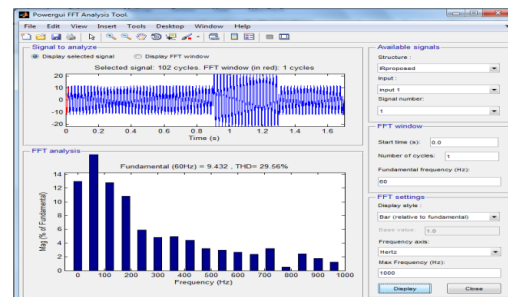 Powergui FFT Analysis Tool.
File Edit View Insert Tools Desktop Window Help
Signal to analyze
Display selected signal Display FFT window
Selected signal: 102 cycles. FFT window (in red): 1 cycles
20
10
0
-10
-20
0 0.2 0.4 0.6 0.8 1 1.2 1.4 1.6
Time (s)
FFT analysis
Fundamental (60Hz) = 9.432 , THD= 29.56%
Mag (% of Fundamental)
14
12
10
8
6
4
2
0
0 100 200 300 400 500 600 700 800 900 1000
Frequency (Hz)
Available signals
Structure :
IRproposed
Input :
input 1
Signal number:
1
FFT window
Start time (s): 0.0
Number of cycles: 1
Fundamental frequency (Hz):
60
FFT settings
Display style :
Bar (relative to fundamental)
Base value: 1.0
Frequency axis:
Hertz
Max Frequency (Hz):
1000
Display Close